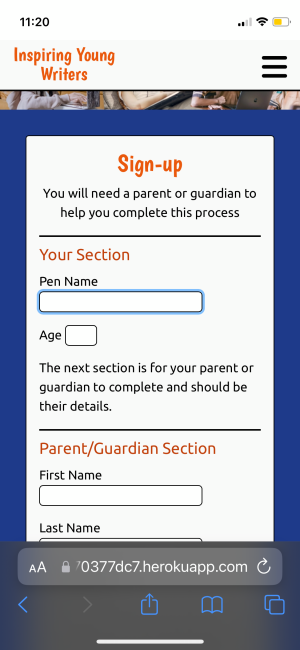 11:20
Inspiring Young
Writers
Sign-up
You will need a parent or guardian to
help you complete this process
Your Section
Pen Name
Age
The next section is for your parent or
guardian to complete and should be
their details.
Parent/Guardian Section
First Name
Last Name
AA 70377dc7.herokuapp.com